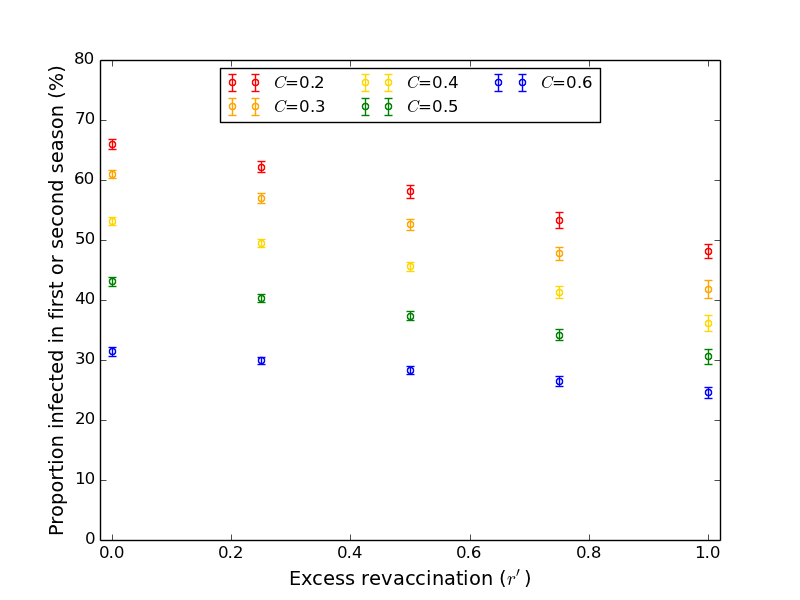 80
70
60
50
40
30
20
10
0
Proportion infected in first or second season (%)
C=0.2 C=0.4 C=0.6
C=0.3 C=0.5
0.0 0.2 0.4 0.6 0.8 1.0
Excess revaccination (r′)